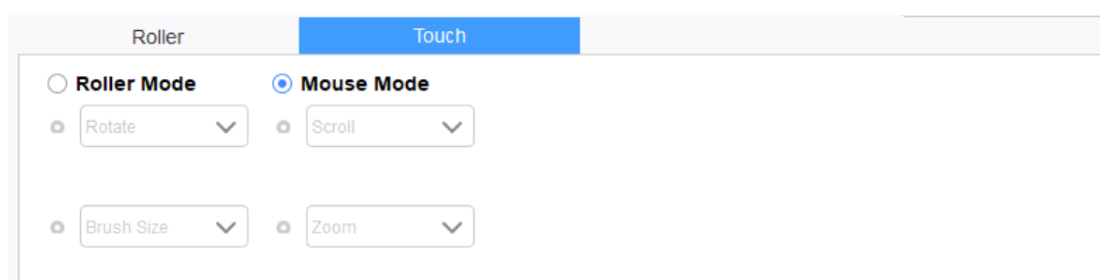 Roller Touch
Roller Mode Mouse Mode
Rotate Scroll
Brush Size Zoom